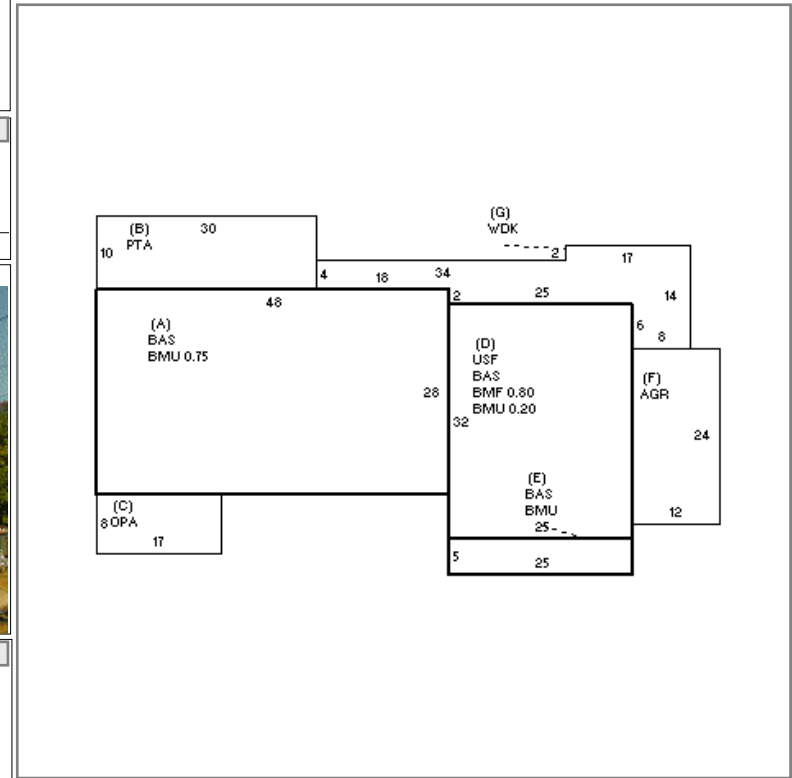 (G)
WDK
(B)
PTA
30
10
2
17
4
18
34
48
2
25
14
(A)
BAS
BMU 0.75
6
8
(D)
USF
BAS
BMF 0.80
BMU 0.20
(F)
AGR
28
32
24
(E)
BAS
BMU
25
(C)
8 OPA
12
17
5
25